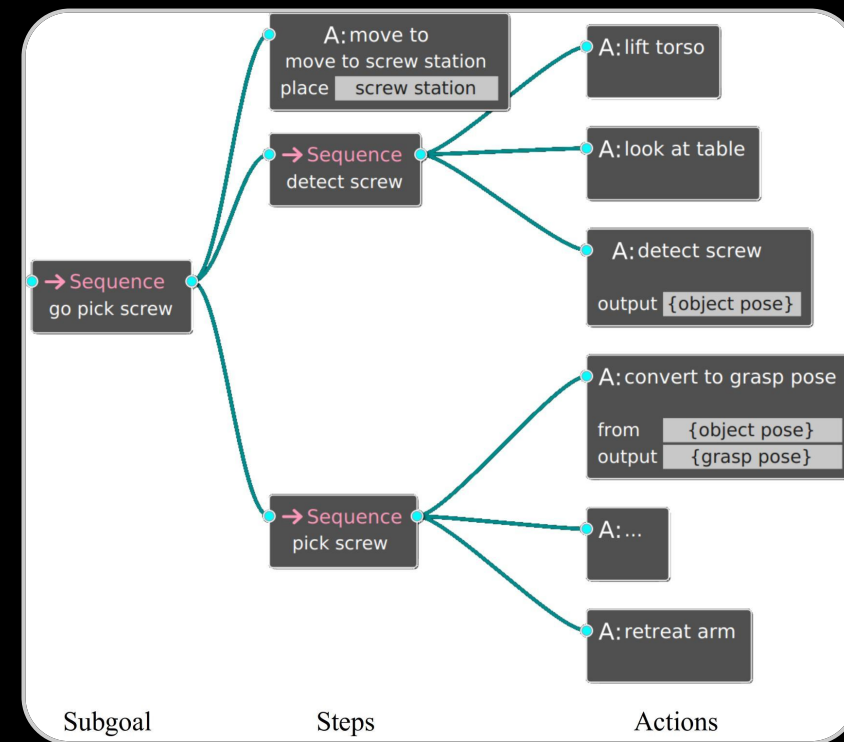 A: move to
move to screw station
place screw station
→ Sequence
detect screw
A: lift torso
A: look at table
A: detect screw
output {object pose}
→ Sequence
go pick screw
A: convert to grasp pose
from {object pose}
output {grasp pose}
→ Sequence
pick screw
A: ...
A: retreat arm
Subgoal
Steps
Actions